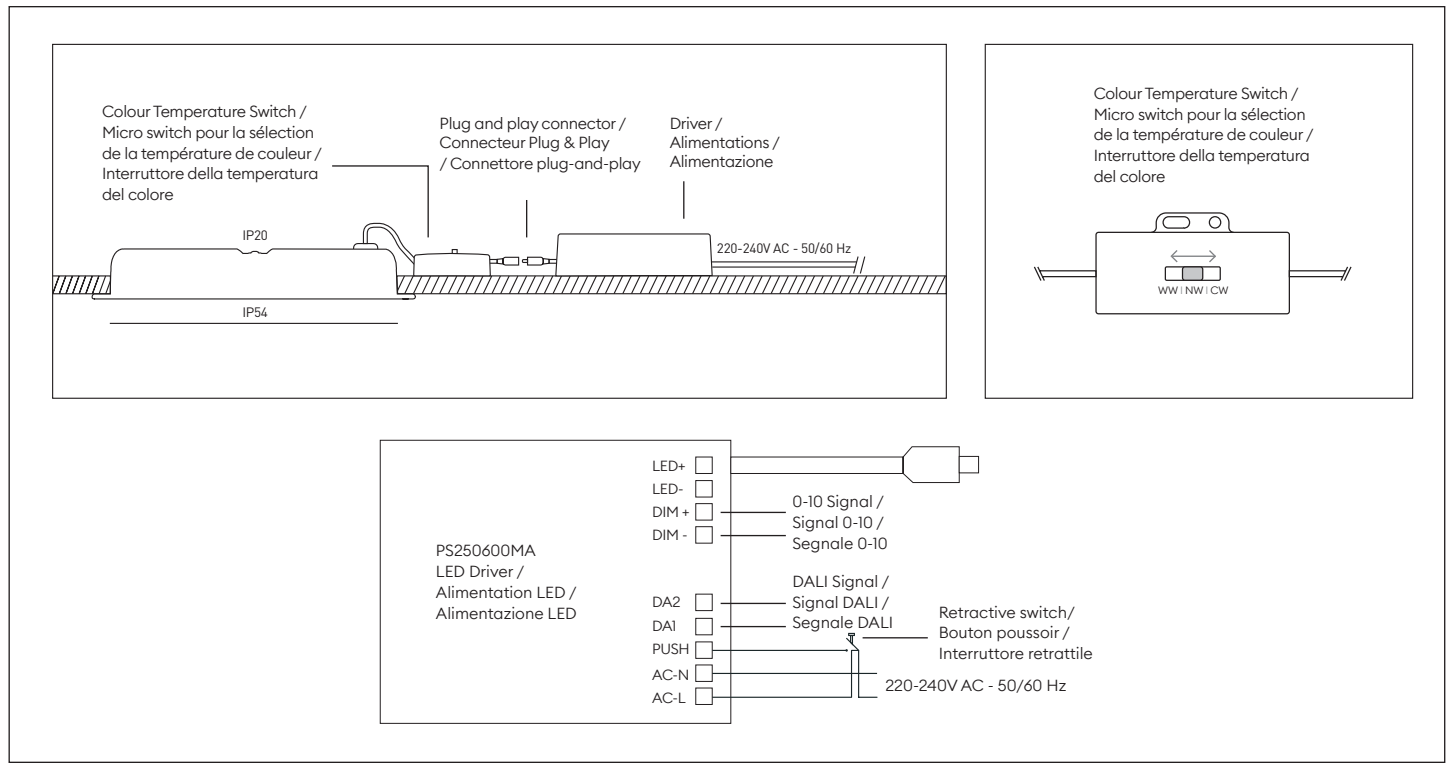 Colour Temperature Switch /
Micro switch pour la sélection
de la température de couleur /
Interruttore della temperatura
del colore
Plug and play connector /
Connecteur Plug & Play
/ Connettore plug-and-play
Driver /
Alimentations /
Alimentazione
IP20
220-240V AC - 50/60 Hz
IP54
Colour Temperature Switch /
Micro switch pour la sélection
de la température de couleur /
Interruttore della temperatura
del colore
WW | NW | CW
PS250600MA
LED Driver /
Alimentation LED /
Alimentazone LED
LED+
LED-
DIM +
DIM -
DA2
DA1
PUSH
AC-N
AC-L
0-10 Signal /
Signal 0-10 /
Segnale 0-10
DALI Signal /
Signal DALI /
Segnale DALI
Retractive switch/
Bouton poussoir /
Interruttore retrattile
220-240V AC - 50/60 Hz